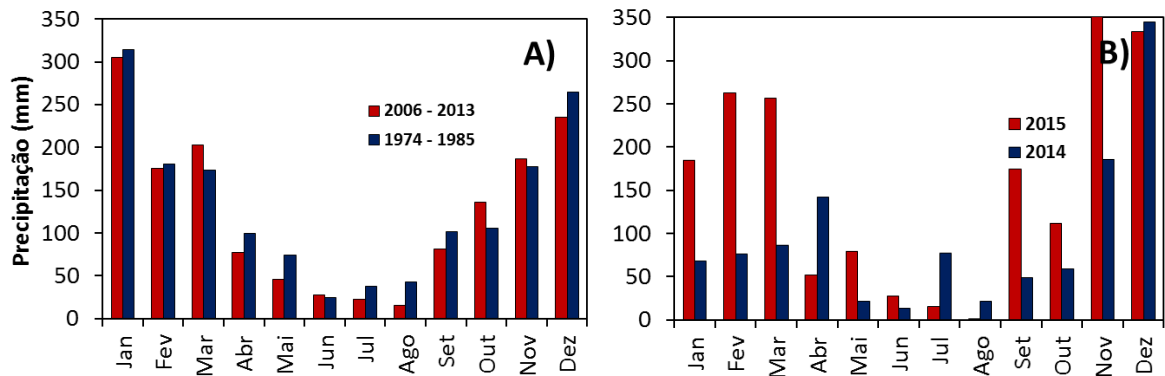 Precipitação (mm)
350
300
250
200
150
100
50
0
A)
2006 - 2013
1974 - 1985
Jan
Fev
Mar
Abr
Mai
Jun
Jul
Ago
Set
Out
Nov
Dez
350
300
250
200
150
100
50
0
B)
2015
2014
Jan
Fev
Mar
Abr
Mai
Jun
Jul
Ago
Set
Out
Nov
Dez